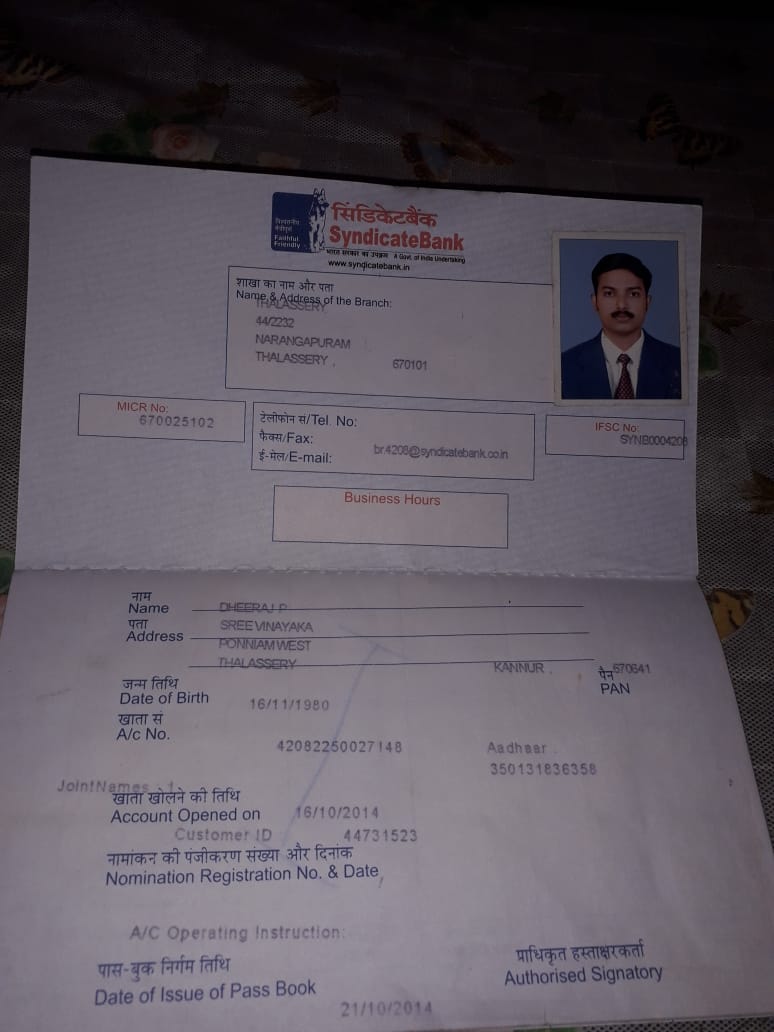 विश्वसनीय
मैत्रीपूर्ण
Faithful
Friendly
सिंडिकेटबैंक
SyndicateBank
भारत सरकार का उपक्रम A Govt. of India Undertaking
www.syndicatebank.in
शाखा का नाम और पता
Name & Address of the Branch:
THALASSERY
44/2232
NARANGAPURAM
THALASSERY , 670101
MICR No:
670025102
टेलीफोन सं/Tel. No:
फैक्स/Fax:
ई-मेल/E-mail: br.4208@syndicatebank.co.in
IFSC No:
SYNB0004208
Business Hours
नाम
Name DHEERAJ P
पता SREEVINAYAKA
Address
PONNIAM WEST
THALASSERY KANNUR . पैन 670641
PAN
जन्म तिथि
Date of Birth 16/11/1980
खाता सं
A/c No.
42082250027148 Aadhaar
350131836358
JointNames : 1
खाता खोलने की तिथि
Account Opened on 16/10/2014
Customer ID 44731523
नामांकन की पंजीकरण संख्या और दिनांक
Nomination Registration No. & Date
A/C Operating Instruction:
पास-बुक निर्गम तिथि प्राधिकृत हस्ताक्षरकर्ता
Date of Issue of Pass Book Authorised Signatory
21/10/2014